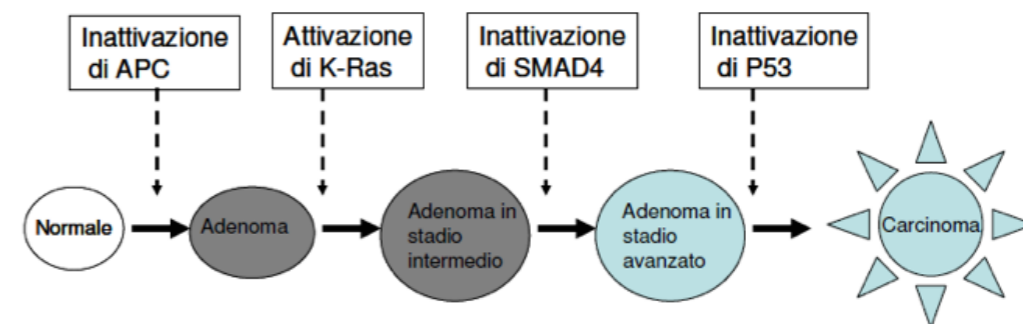 Inattivazione
di APC
Attivazione
di K-Ras
Inattivazione
di SMAD4
Inattivazione
di P53
Normale
Adenoma
Adenoma in
stadio
intermedio
Adenoma in
stadio
avanzato
Carcinoma